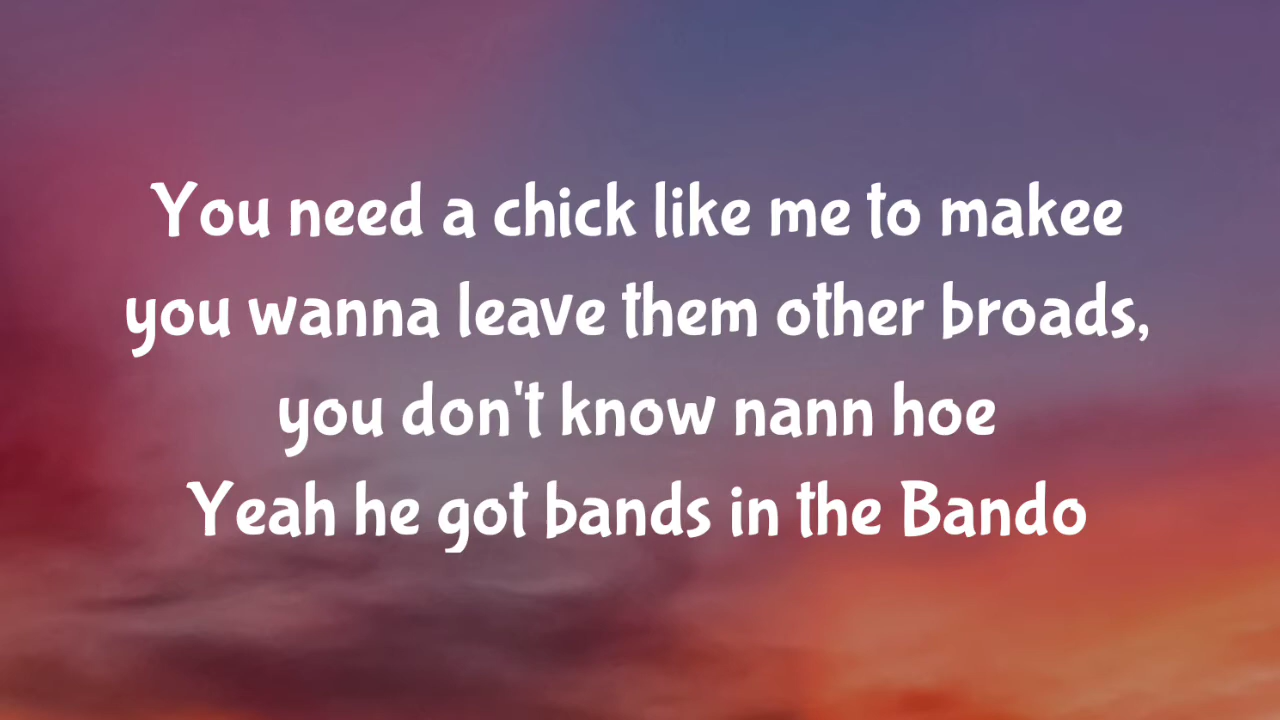 You need a chick like me to makee
you wanna leave them other broads,
you don't know nann hoe
Yeah he got bands in the Bando